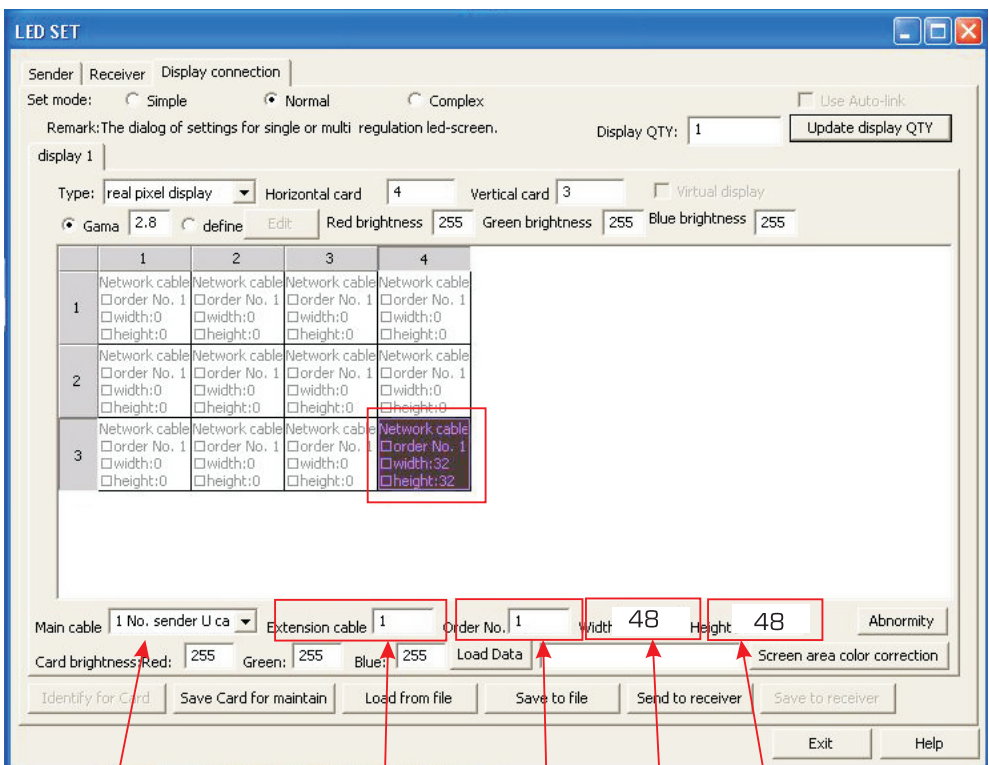 LED SET
Sender Receiver Display connection
Set mode: Simple Normal Complex Use Auto-link
Remark:The dialog of settings for single or multi regulation led-screen. Display QTY: 1 Update display QTY
display 1
Type: real pixel display Horizontal card 4 Vertical card 3 Virtual display
Gama 2.8 define Edit Red brightness 255 Green brightness 255 Blue brightness 255
1 2 3 4
Network cable Network cable Network cable Network cable
□order No. 1 □order No. 1 □order No. 1 □order No. 1
1
□width:0 □width:0 □width:0 □width:0
□height:0 □height:0 □height:0 □height:0
Network cable Network cable Network cable Network cable
□order No. 1 □order No. 1 □order No. 1 □order No. 1
2
□width:0 □width:0 □width:0 □width:0
□height:0 □height:0 □height:0 □height:0
Network cable Network cable Network cable Network cable
□order No. 1 □order No. 1 □order No. 1 □order No. 1
3
□width:0 □width:0 □width:0 □width:32
□height:0 □height:0 □height:0 □height:32
Main cable 1 No. sender U ca Extension cable 1 Order No. 1 Width 48 Height 48 Abnormity
Card brightness:Red: 255 Green: 255 Blue: 255 Load Data Screen area color correction
Identify for Card Save Card for maintain Load from file Save to file Send to receiver Save to receiver
Exit Help